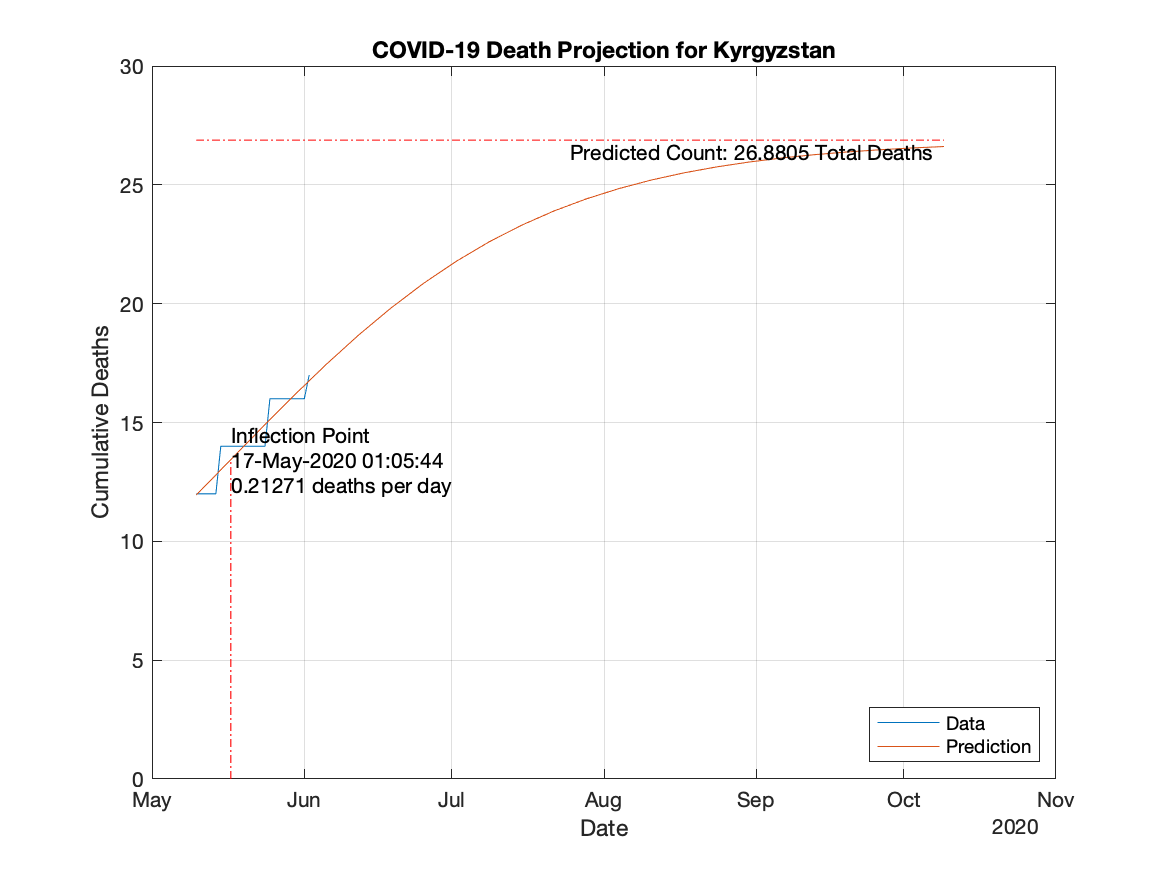 COVID-19 Death Projection for Kyrgyzstan
30
25
20
15
10
5
0
Cumulative Deaths
Predicted Count: 26.8805 Total Deaths
Inflection Point
17-May-2020 01:05:44
0.21271 deaths per day
Data
Prediction
May Jun Jul Aug Sep Oct Nov
Date
2020